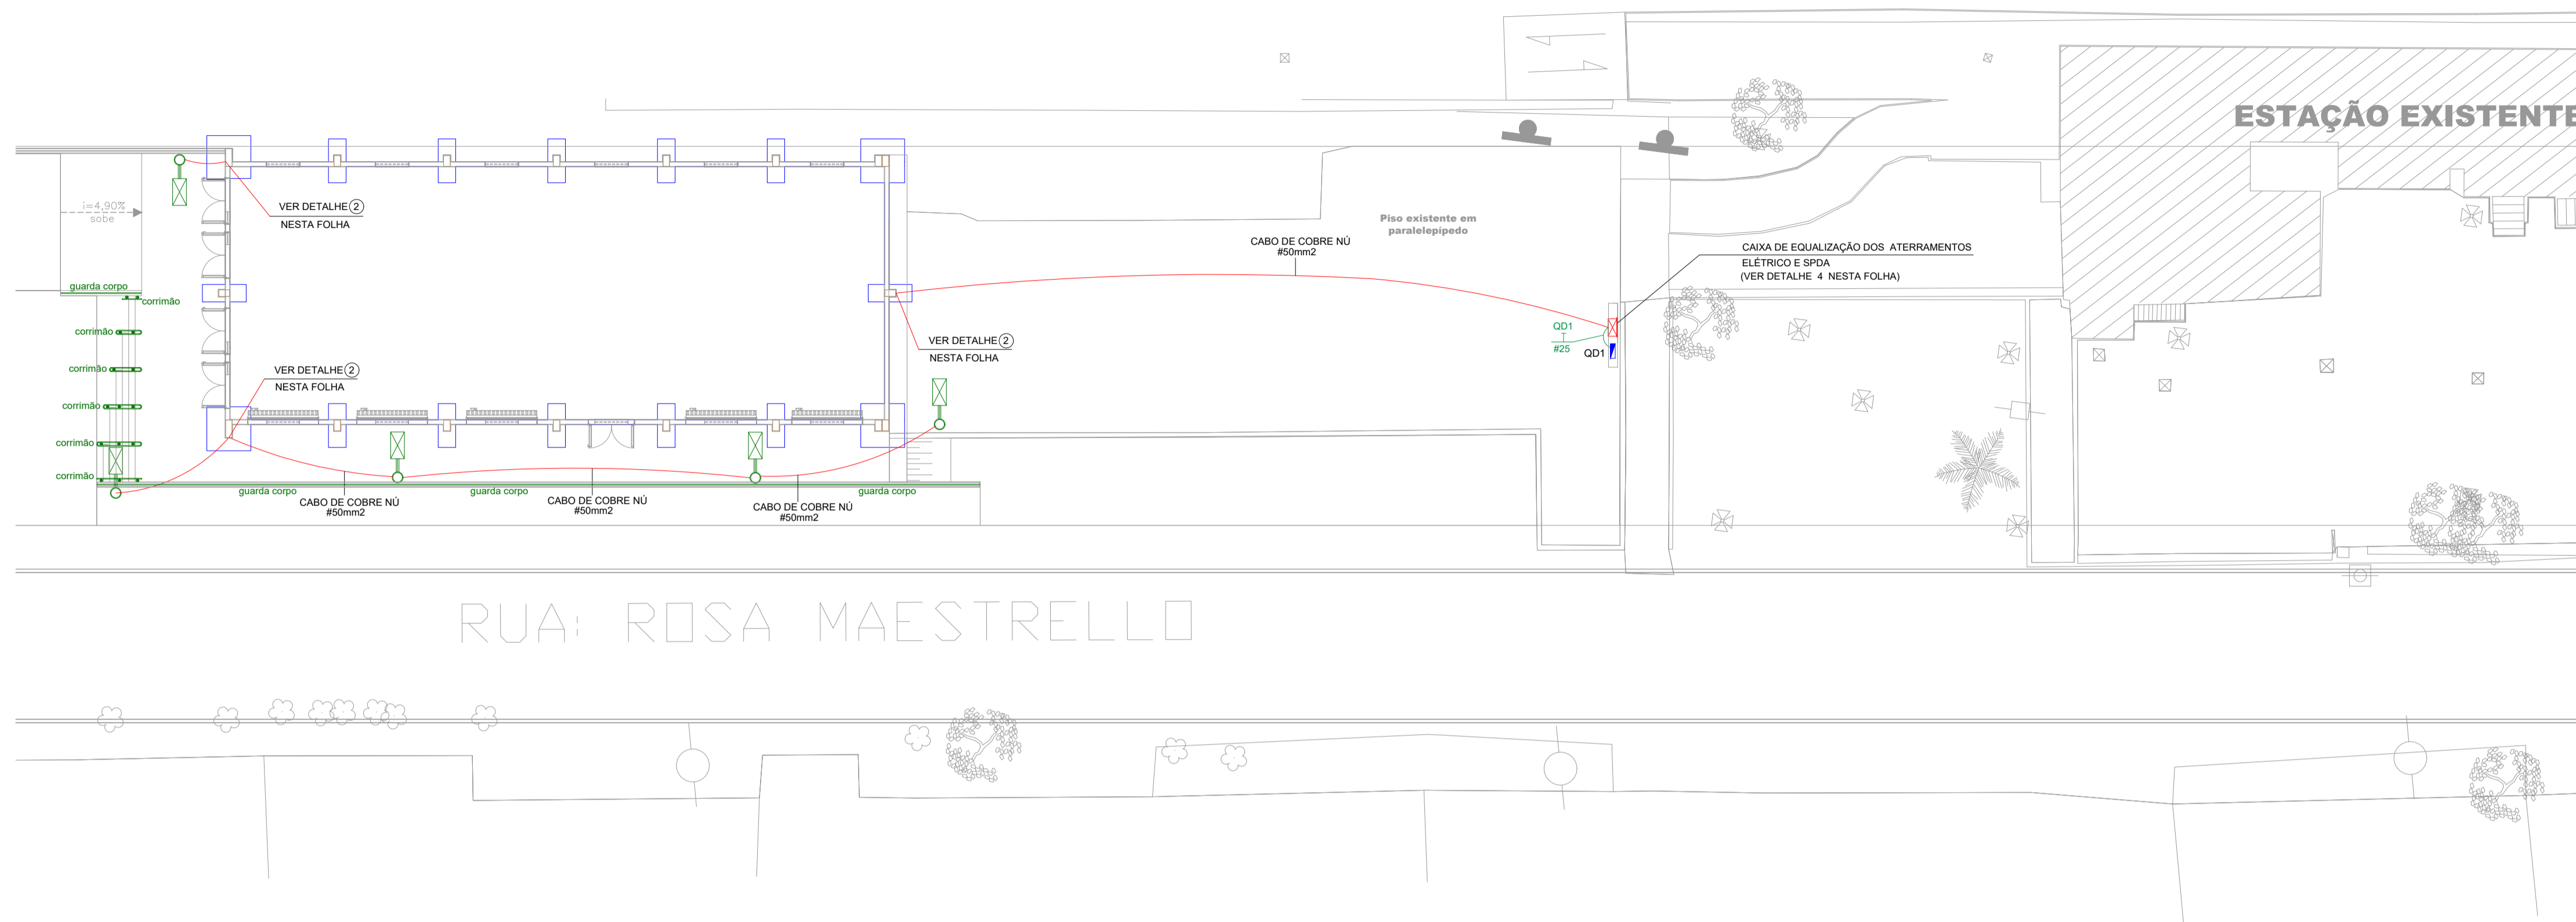 ESTAÇÃO EXISTENTE
i=4,90%
sobe
VER DETALHE 2
NESTA FOLHA
Piso existente em
paralelepípedo
CABO DE COBRE NÚ
#50mm2
CAIXA DE EQUALIZAÇÃO DOS ATERRAMENTOS
ELÉTRICO E SPDA
(VER DETALHE 4 NESTA FOLHA)
guarda corpo
corrimão
corrimão
QD1
#25
QD1
VER DETALHE 2
NESTA FOLHA
corrimão
VER DETALHE 2
NESTA FOLHA
corrimão
corrimão
corrimão
guarda corpo
guarda corpo
guarda corpo
CABO DE COBRE NÚ
#50mm2
CABO DE COBRE NÚ
#50mm2
CABO DE COBRE NÚ
#50mm2
RUA: ROSA MAESTRELLO